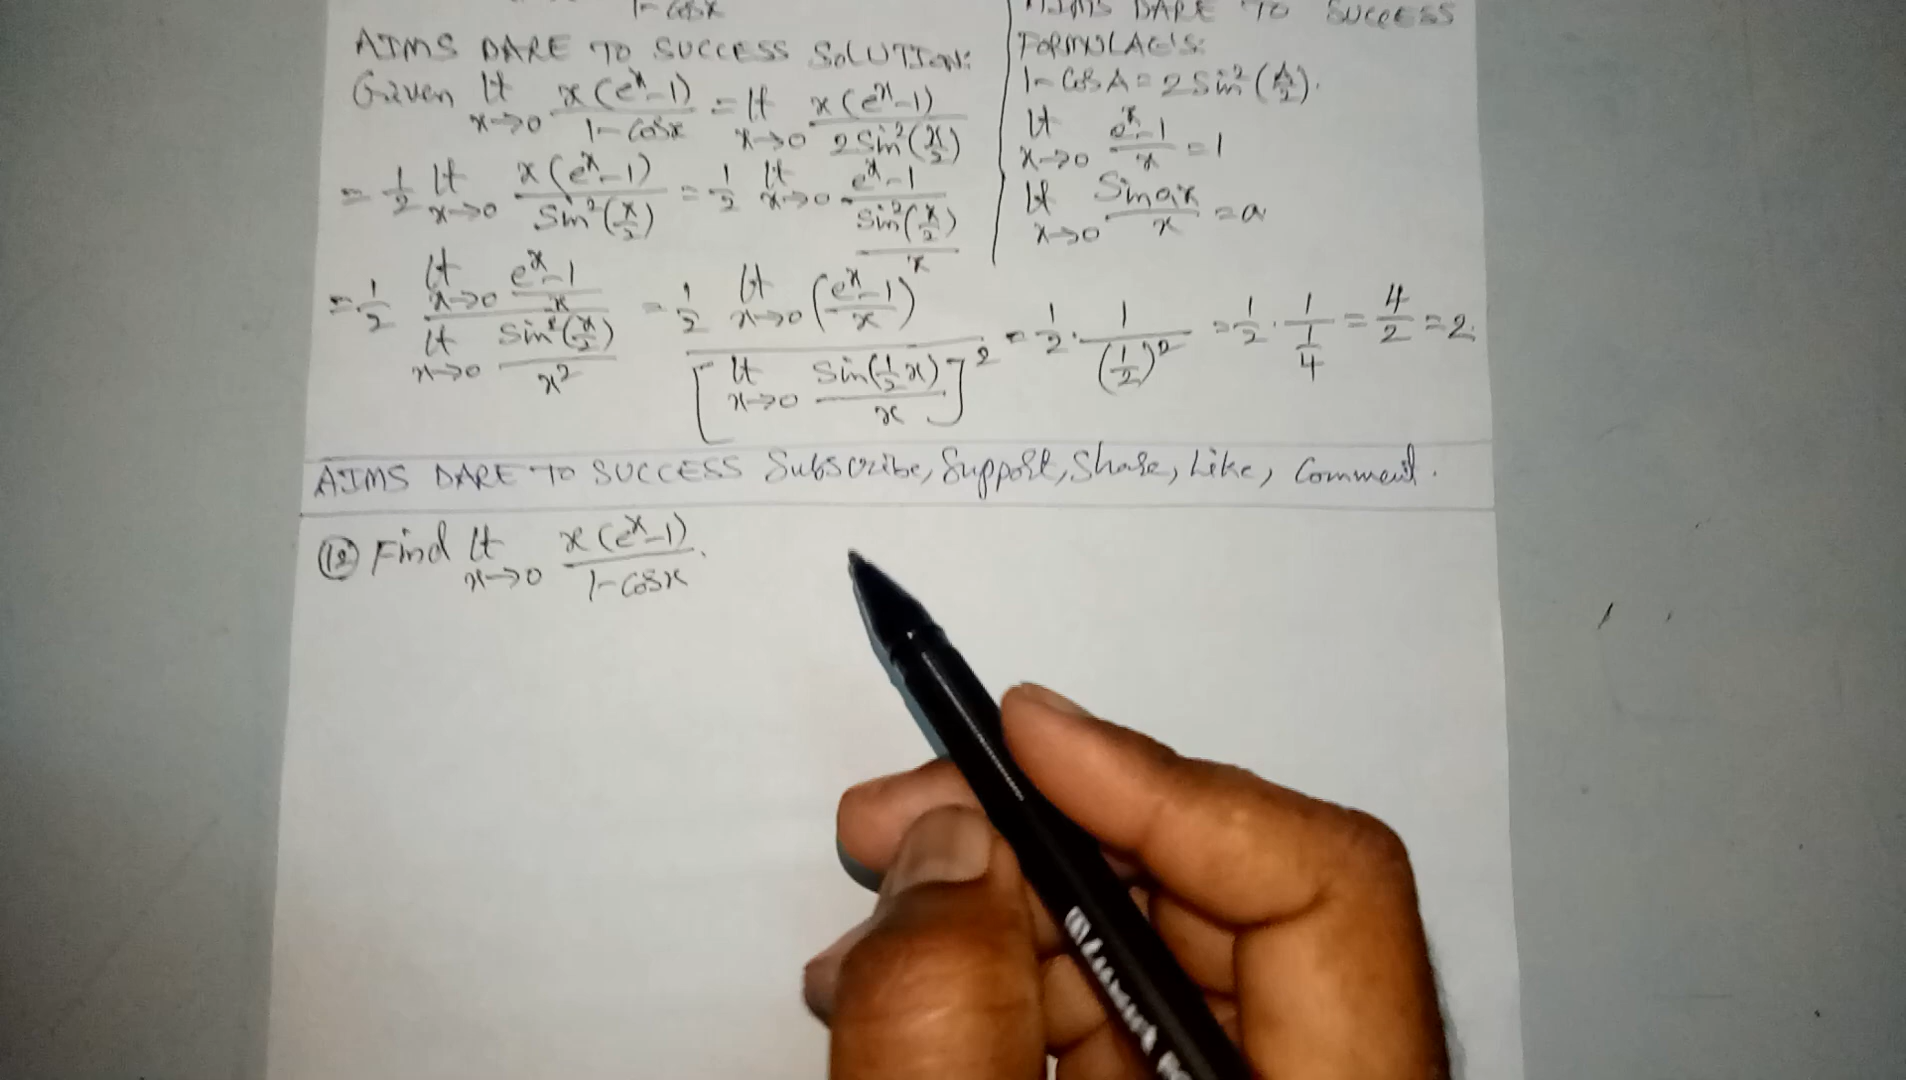 1-cosx
AIMS DARE TO SUCCESS
AIMS DARE TO SUCCESS SOLUTION:
FORMULAE'S:
Given lt x→0 x(e^x-1)/(1-cosx) = lt x→0 x(e^x-1)/(2sin²(x/2))
1-cosA = 2sin²(A/2).
= 1/2 lt x→0 x(e^x-1)/(sin²(x/2)) = 1/2 lt x→0 (e^x-1)/(sin²(x/2)/x)
lt x→0 (e^x-1)/x = 1
lt x→0 sinax/x = a
= 1/2 (lt x→0 (e^x-1)/x)/(lt x→0 sin²(x/2)/x²) = 1/2 (lt x→0 ((e^x-1)/x))/[lt x→0 sin(1/2 x)/x]² = 1/2 · 1/(1/2)² = 1/2 · 1/(1/4) = 4/2 = 2.
AIMS DARE TO SUCCESS Subscribe, Support, Share, Like, Comment.
(12) Find lt x→0 x(e^x-1)/(1-cosx).